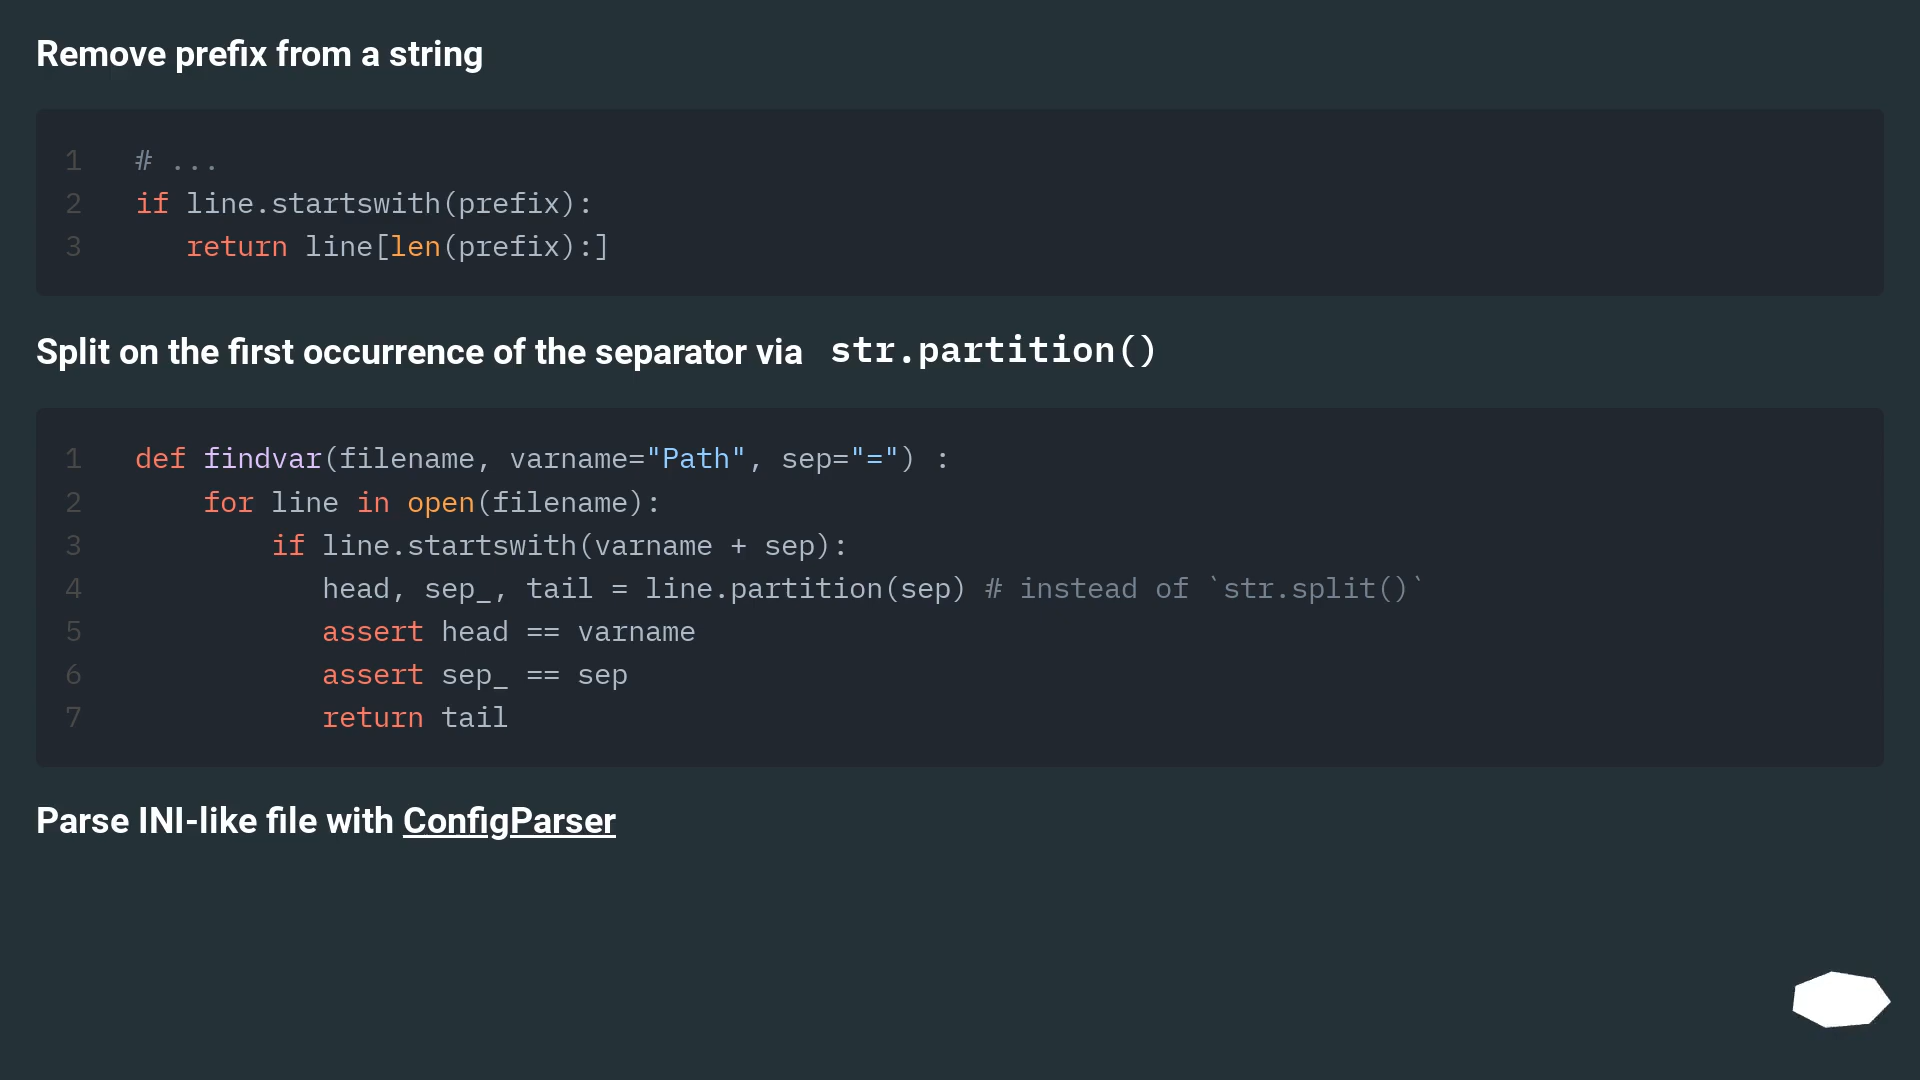 Remove prefix from a string
1 # ...
2 if line.startswith(prefix):
3    return line[len(prefix):]
Split on the first occurrence of the separator via str.partition()
1 def findvar(filename, varname="Path", sep="=") :
2     for line in open(filename):
3         if line.startswith(varname + sep):
4            head, sep_, tail = line.partition(sep) # instead of `str.split()`
5            assert head == varname
6            assert sep_ == sep
7            return tail
Parse INI-like file with ConfigParser